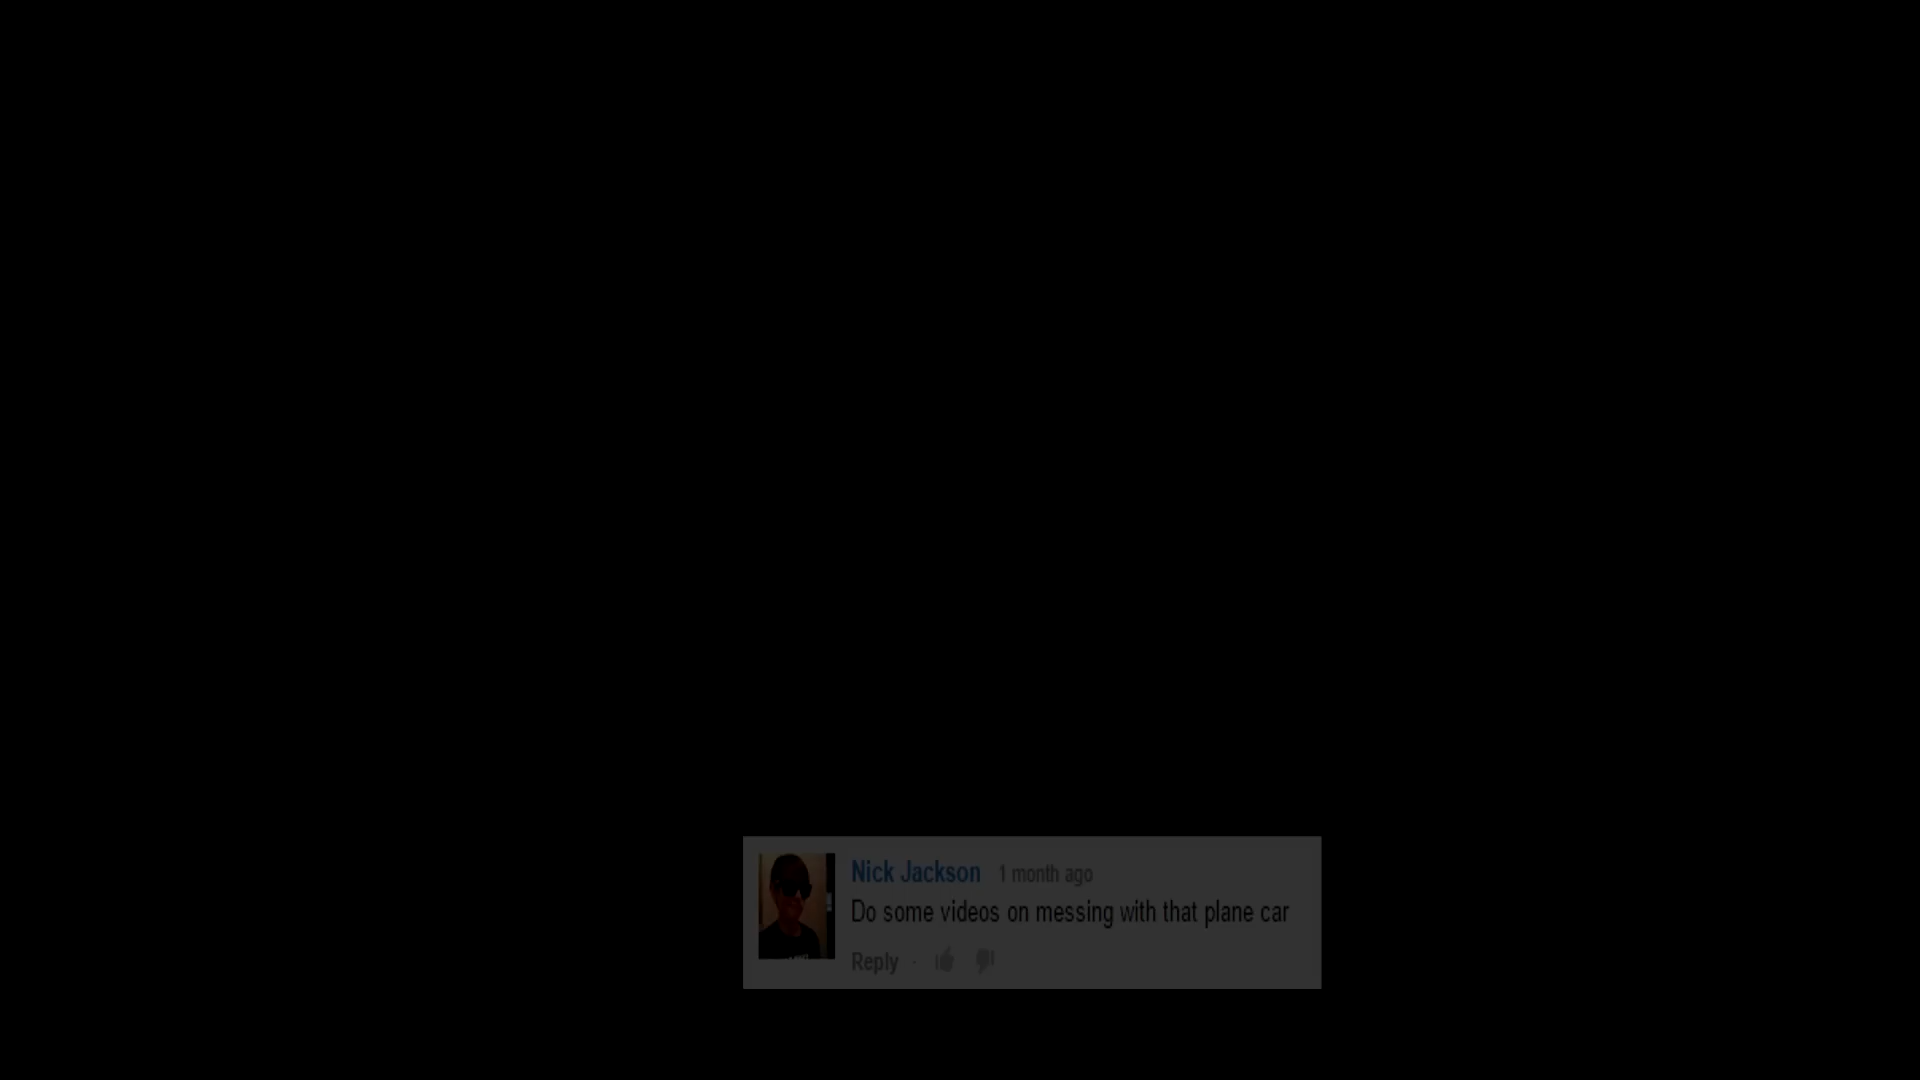 Nick Jackson 1 month ago
Do some videos on messing with that plane car
Reply ·